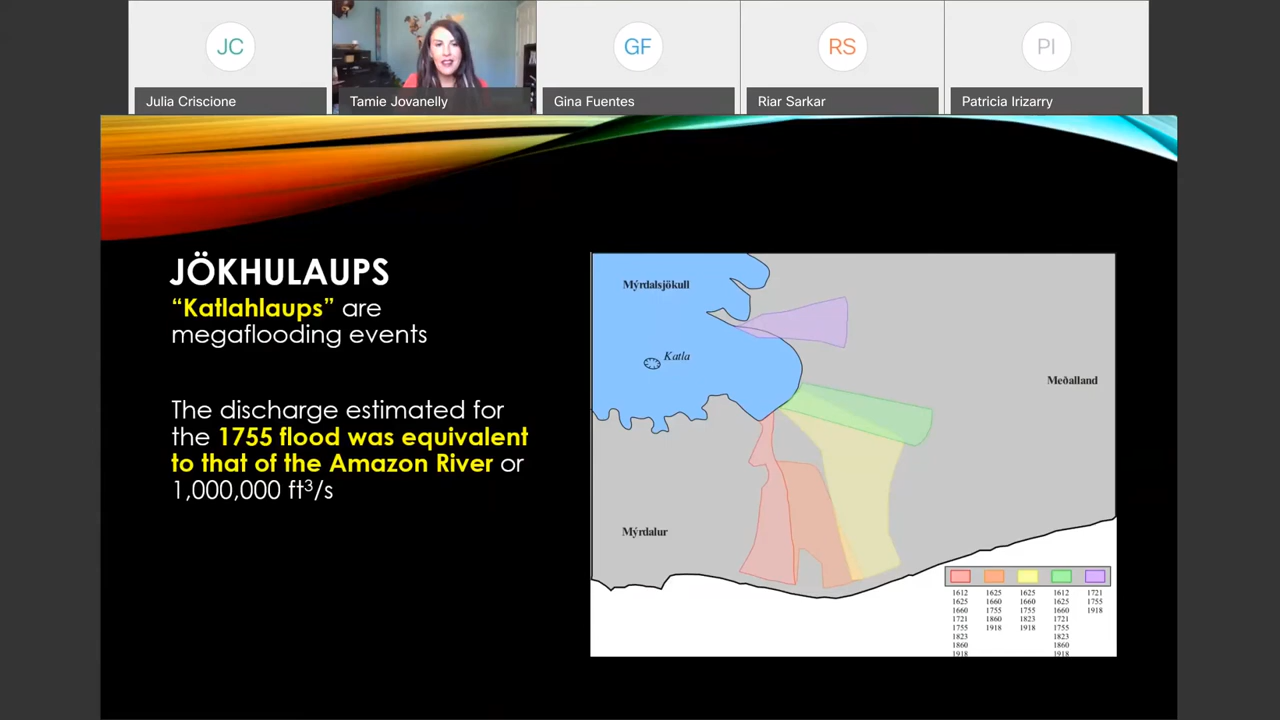 JC
GF
RS
PI
Julia Criscione
Tamie Jovanelly
Gina Fuentes
Riar Sarkar
Patricia Irizarry
JÖKHULAUPS
“Katlahlaups” are
megaflooding events
The discharge estimated for
the 1755 flood was equivalent
to that of the Amazon River or
1,000,000 ft³/s
Mýrdalsjökull
Katla
Meðalland
Mýrdalur
1612 1625 1625 1612 1721
1625 1660 1660 1625 1755
1660 1755 1755 1660 1918
1721 1860 1823 1721
1755 1918 1918 1755
1823 1823
1860 1860
1918 1918